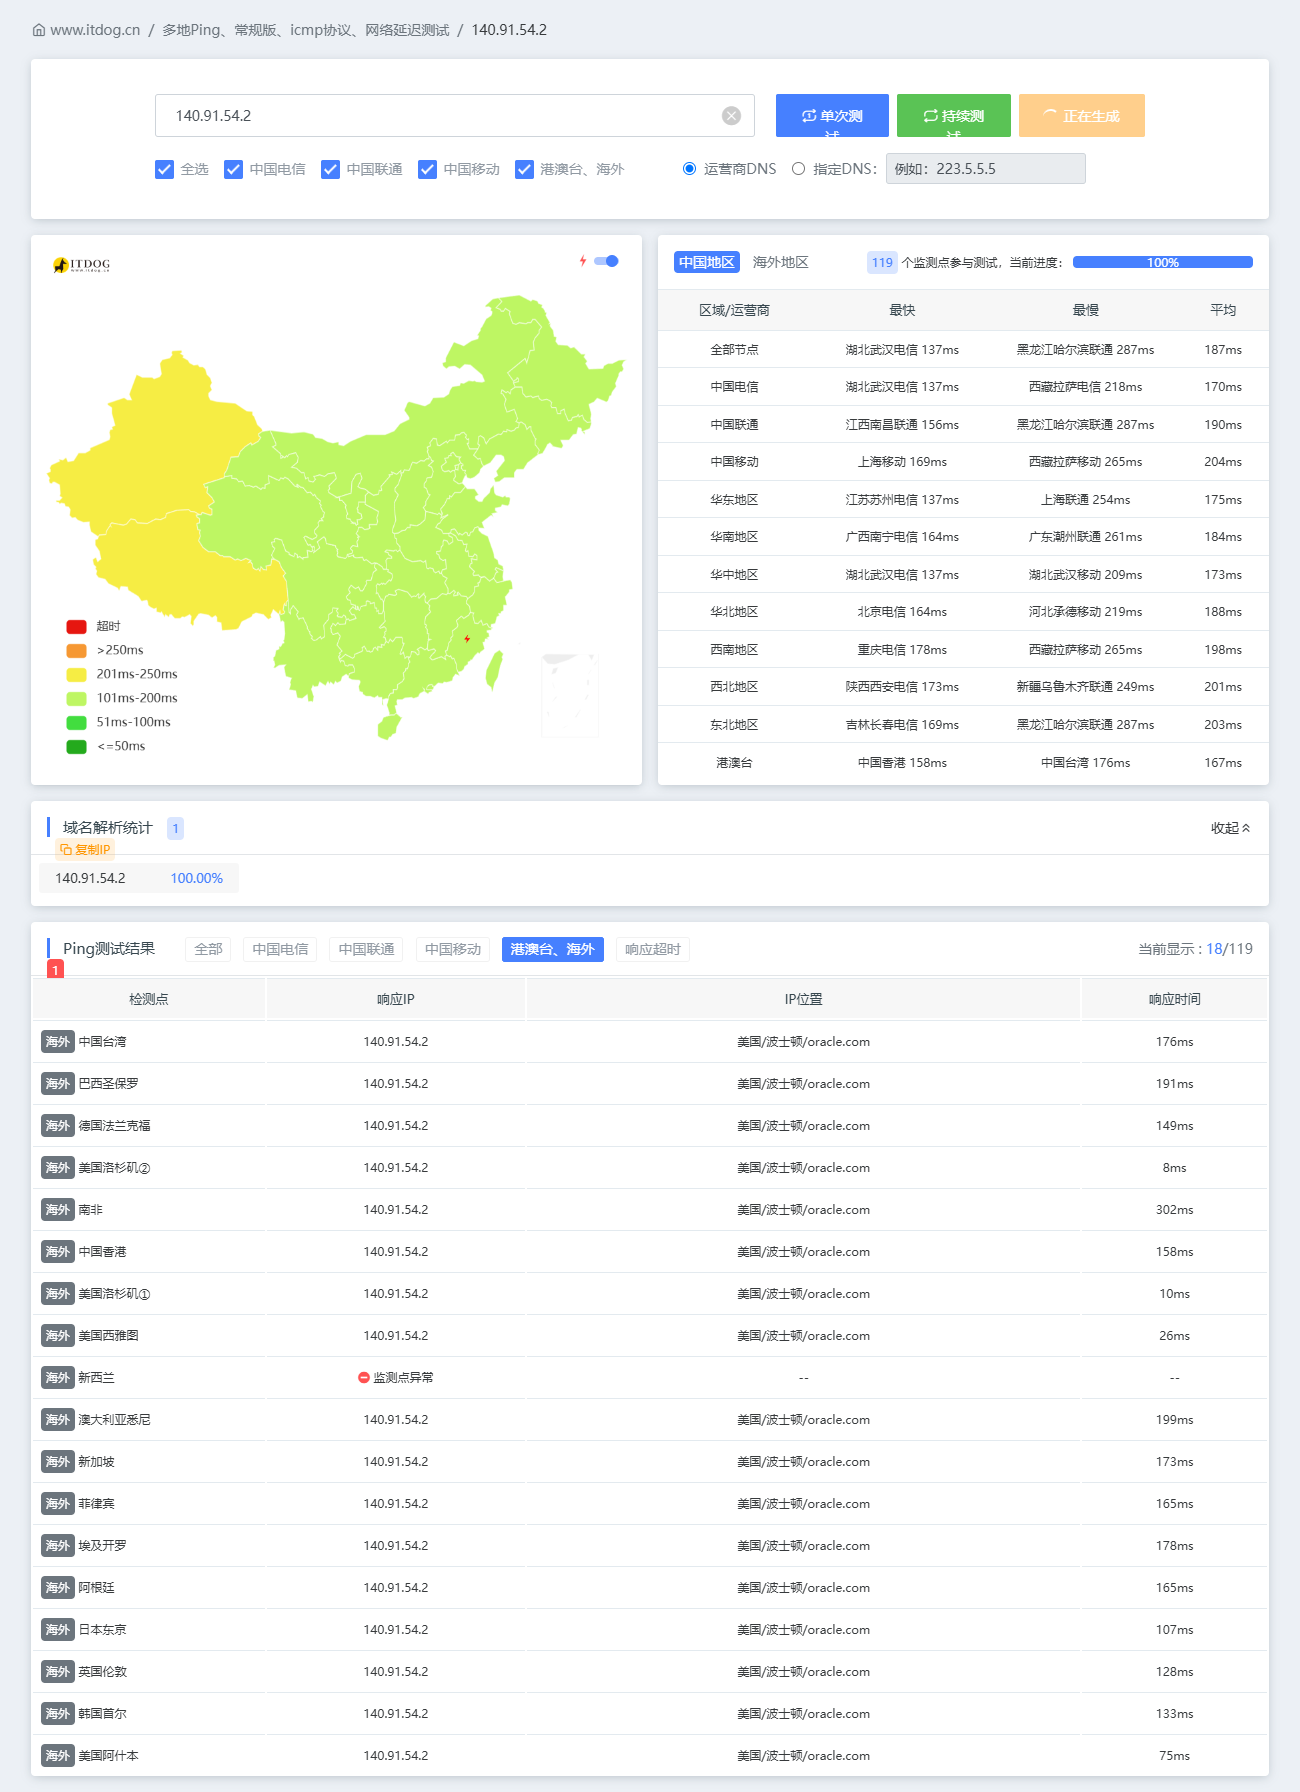 www.itdog.cn / 多地Ping、常规版、icmp协议、网络延迟测试 / 140.91.54.2
140.91.54.2
单次测试
持续测试
正在生成
全选 中国电信 中国联通 中国移动 港澳台、海外
运营商DNS 指定DNS： 例如：223.5.5.5
ITDOG
www.itdog.cn
超时
>250ms
201ms-250ms
101ms-200ms
51ms-100ms
<=50ms
中国地区 海外地区 119 个监测点参与测试，当前进度： 100%
区域/运营商 最快 最慢 平均
全部节点 湖北武汉电信 137ms 黑龙江哈尔滨联通 287ms 187ms
中国电信 湖北武汉电信 137ms 西藏拉萨电信 218ms 170ms
中国联通 江西南昌联通 156ms 黑龙江哈尔滨联通 287ms 190ms
中国移动 上海移动 169ms 西藏拉萨移动 265ms 204ms
华东地区 江苏苏州电信 137ms 上海联通 254ms 175ms
华南地区 广西南宁电信 164ms 广东潮州联通 261ms 184ms
华中地区 湖北武汉电信 137ms 湖北武汉移动 209ms 173ms
华北地区 北京电信 164ms 河北承德移动 219ms 188ms
西南地区 重庆电信 178ms 西藏拉萨移动 265ms 198ms
西北地区 陕西西安电信 173ms 新疆乌鲁木齐联通 249ms 201ms
东北地区 吉林长春电信 169ms 黑龙江哈尔滨联通 287ms 203ms
港澳台 中国香港 158ms 中国台湾 176ms 167ms
域名解析统计 1 收起
复制IP
140.91.54.2 100.00%
Ping测试结果 全部 中国电信 中国联通 中国移动 港澳台、海外 响应超时 当前显示 : 18/119
1
检测点 响应IP IP位置 响应时间
海外 中国台湾 140.91.54.2 美国/波士顿/oracle.com 176ms
海外 巴西圣保罗 140.91.54.2 美国/波士顿/oracle.com 191ms
海外 德国法兰克福 140.91.54.2 美国/波士顿/oracle.com 149ms
海外 美国洛杉矶② 140.91.54.2 美国/波士顿/oracle.com 8ms
海外 南非 140.91.54.2 美国/波士顿/oracle.com 302ms
海外 中国香港 140.91.54.2 美国/波士顿/oracle.com 158ms
海外 美国洛杉矶① 140.91.54.2 美国/波士顿/oracle.com 10ms
海外 美国西雅图 140.91.54.2 美国/波士顿/oracle.com 26ms
海外 新西兰 监测点异常 -- --
海外 澳大利亚悉尼 140.91.54.2 美国/波士顿/oracle.com 199ms
海外 新加坡 140.91.54.2 美国/波士顿/oracle.com 173ms
海外 菲律宾 140.91.54.2 美国/波士顿/oracle.com 165ms
海外 埃及开罗 140.91.54.2 美国/波士顿/oracle.com 178ms
海外 阿根廷 140.91.54.2 美国/波士顿/oracle.com 165ms
海外 日本东京 140.91.54.2 美国/波士顿/oracle.com 107ms
海外 英国伦敦 140.91.54.2 美国/波士顿/oracle.com 128ms
海外 韩国首尔 140.91.54.2 美国/波士顿/oracle.com 133ms
海外 美国阿什本 140.91.54.2 美国/波士顿/oracle.com 75ms